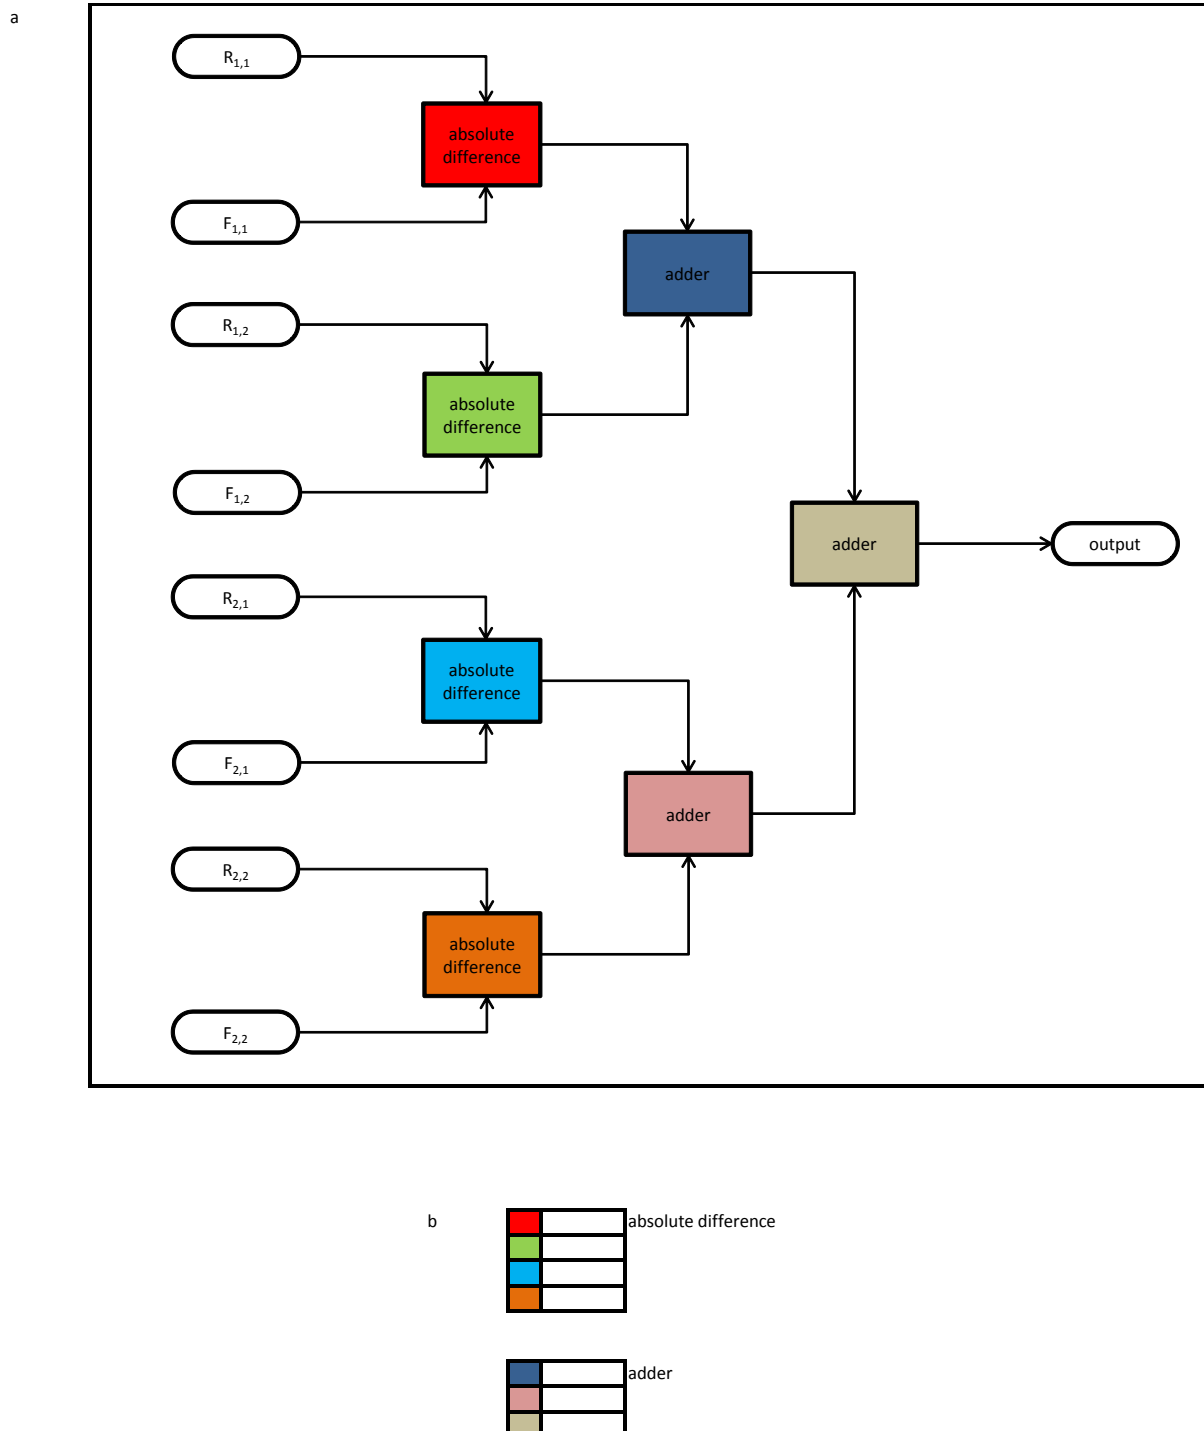 a
R1,1
absolute
difference
F1,1
adder
R1,2
absolute
difference
F1,2
adder
output
R2,1
absolute
difference
F2,1
adder
R2,2
absolute
difference
F2,2
b
absolute difference
adder